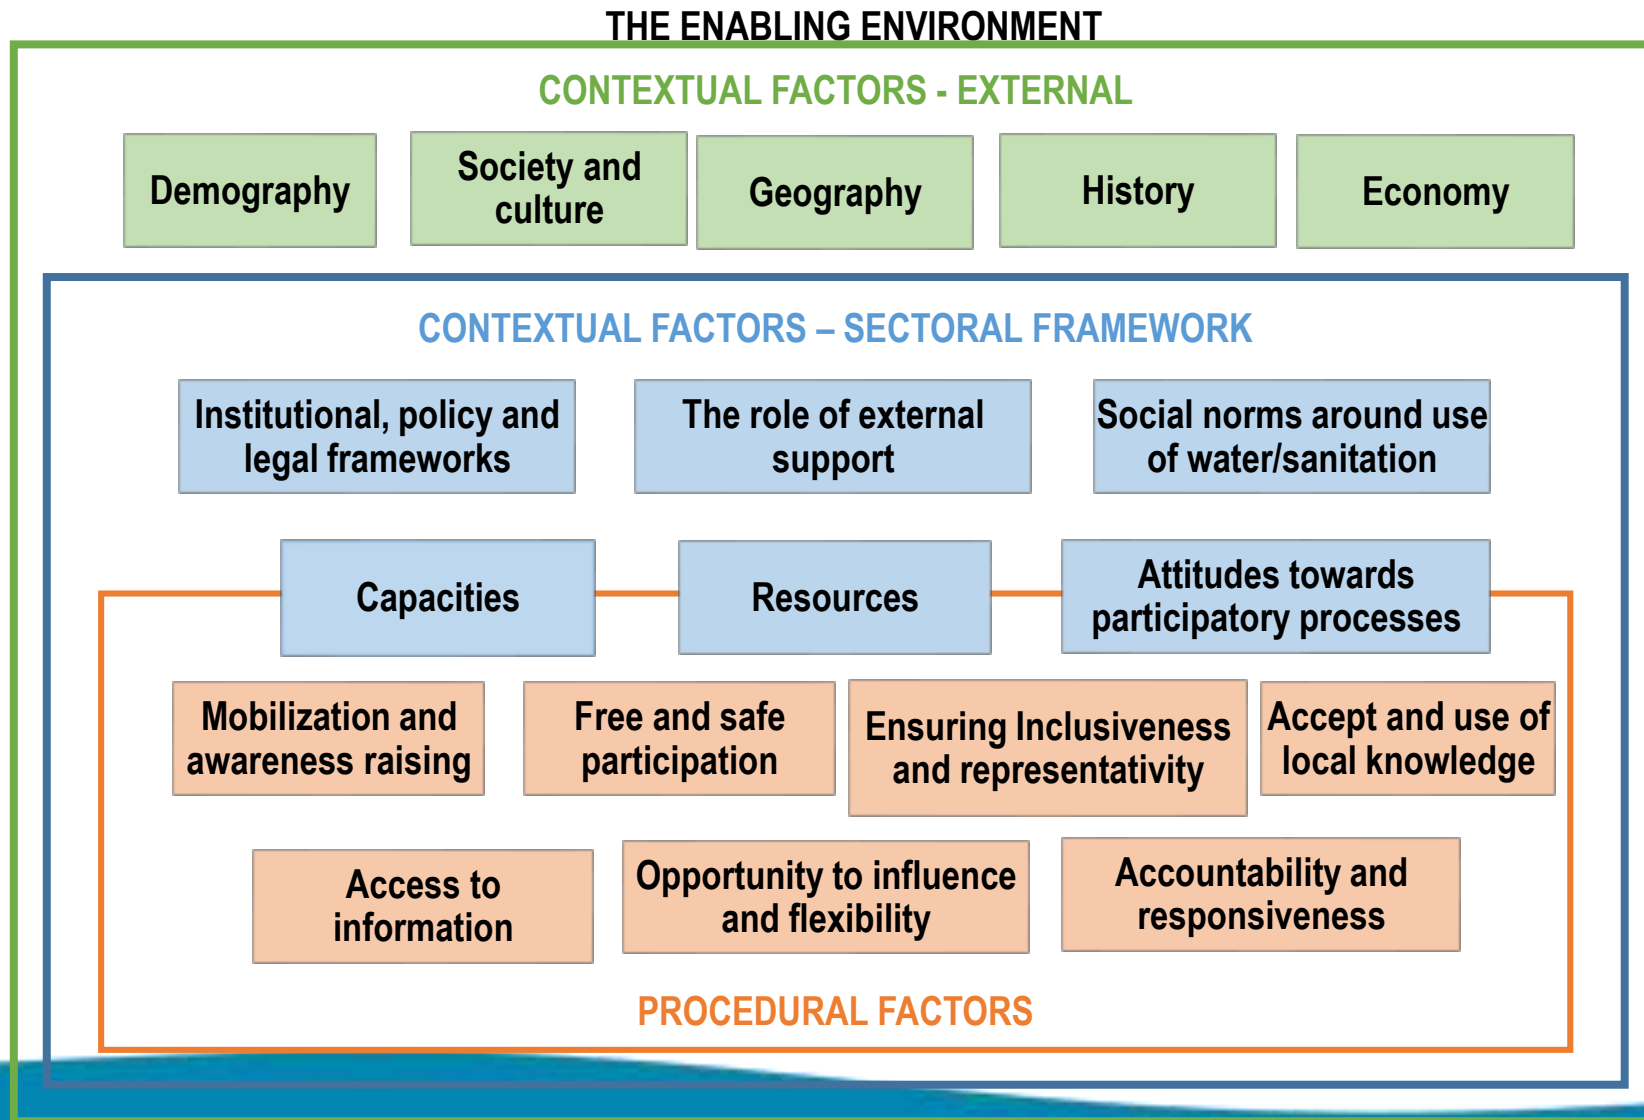 THE ENABLING ENVIRONMENT
CONTEXTUAL FACTORS - EXTERNAL
Demography
Society and
culture
Geography
History
Economy
CONTEXTUAL FACTORS – SECTORAL FRAMEWORK
Institutional, policy and
legal frameworks
The role of external
support
Social norms around use
of water/sanitation
Capacities
Resources
Attitudes towards
participatory processes
Mobilization and
awareness raising
Free and safe
participation
Ensuring Inclusiveness
and representativity
Accept and use of
local knowledge
Access to
information
Opportunity to influence
and flexibility
Accountability and
responsiveness
PROCEDURAL FACTORS